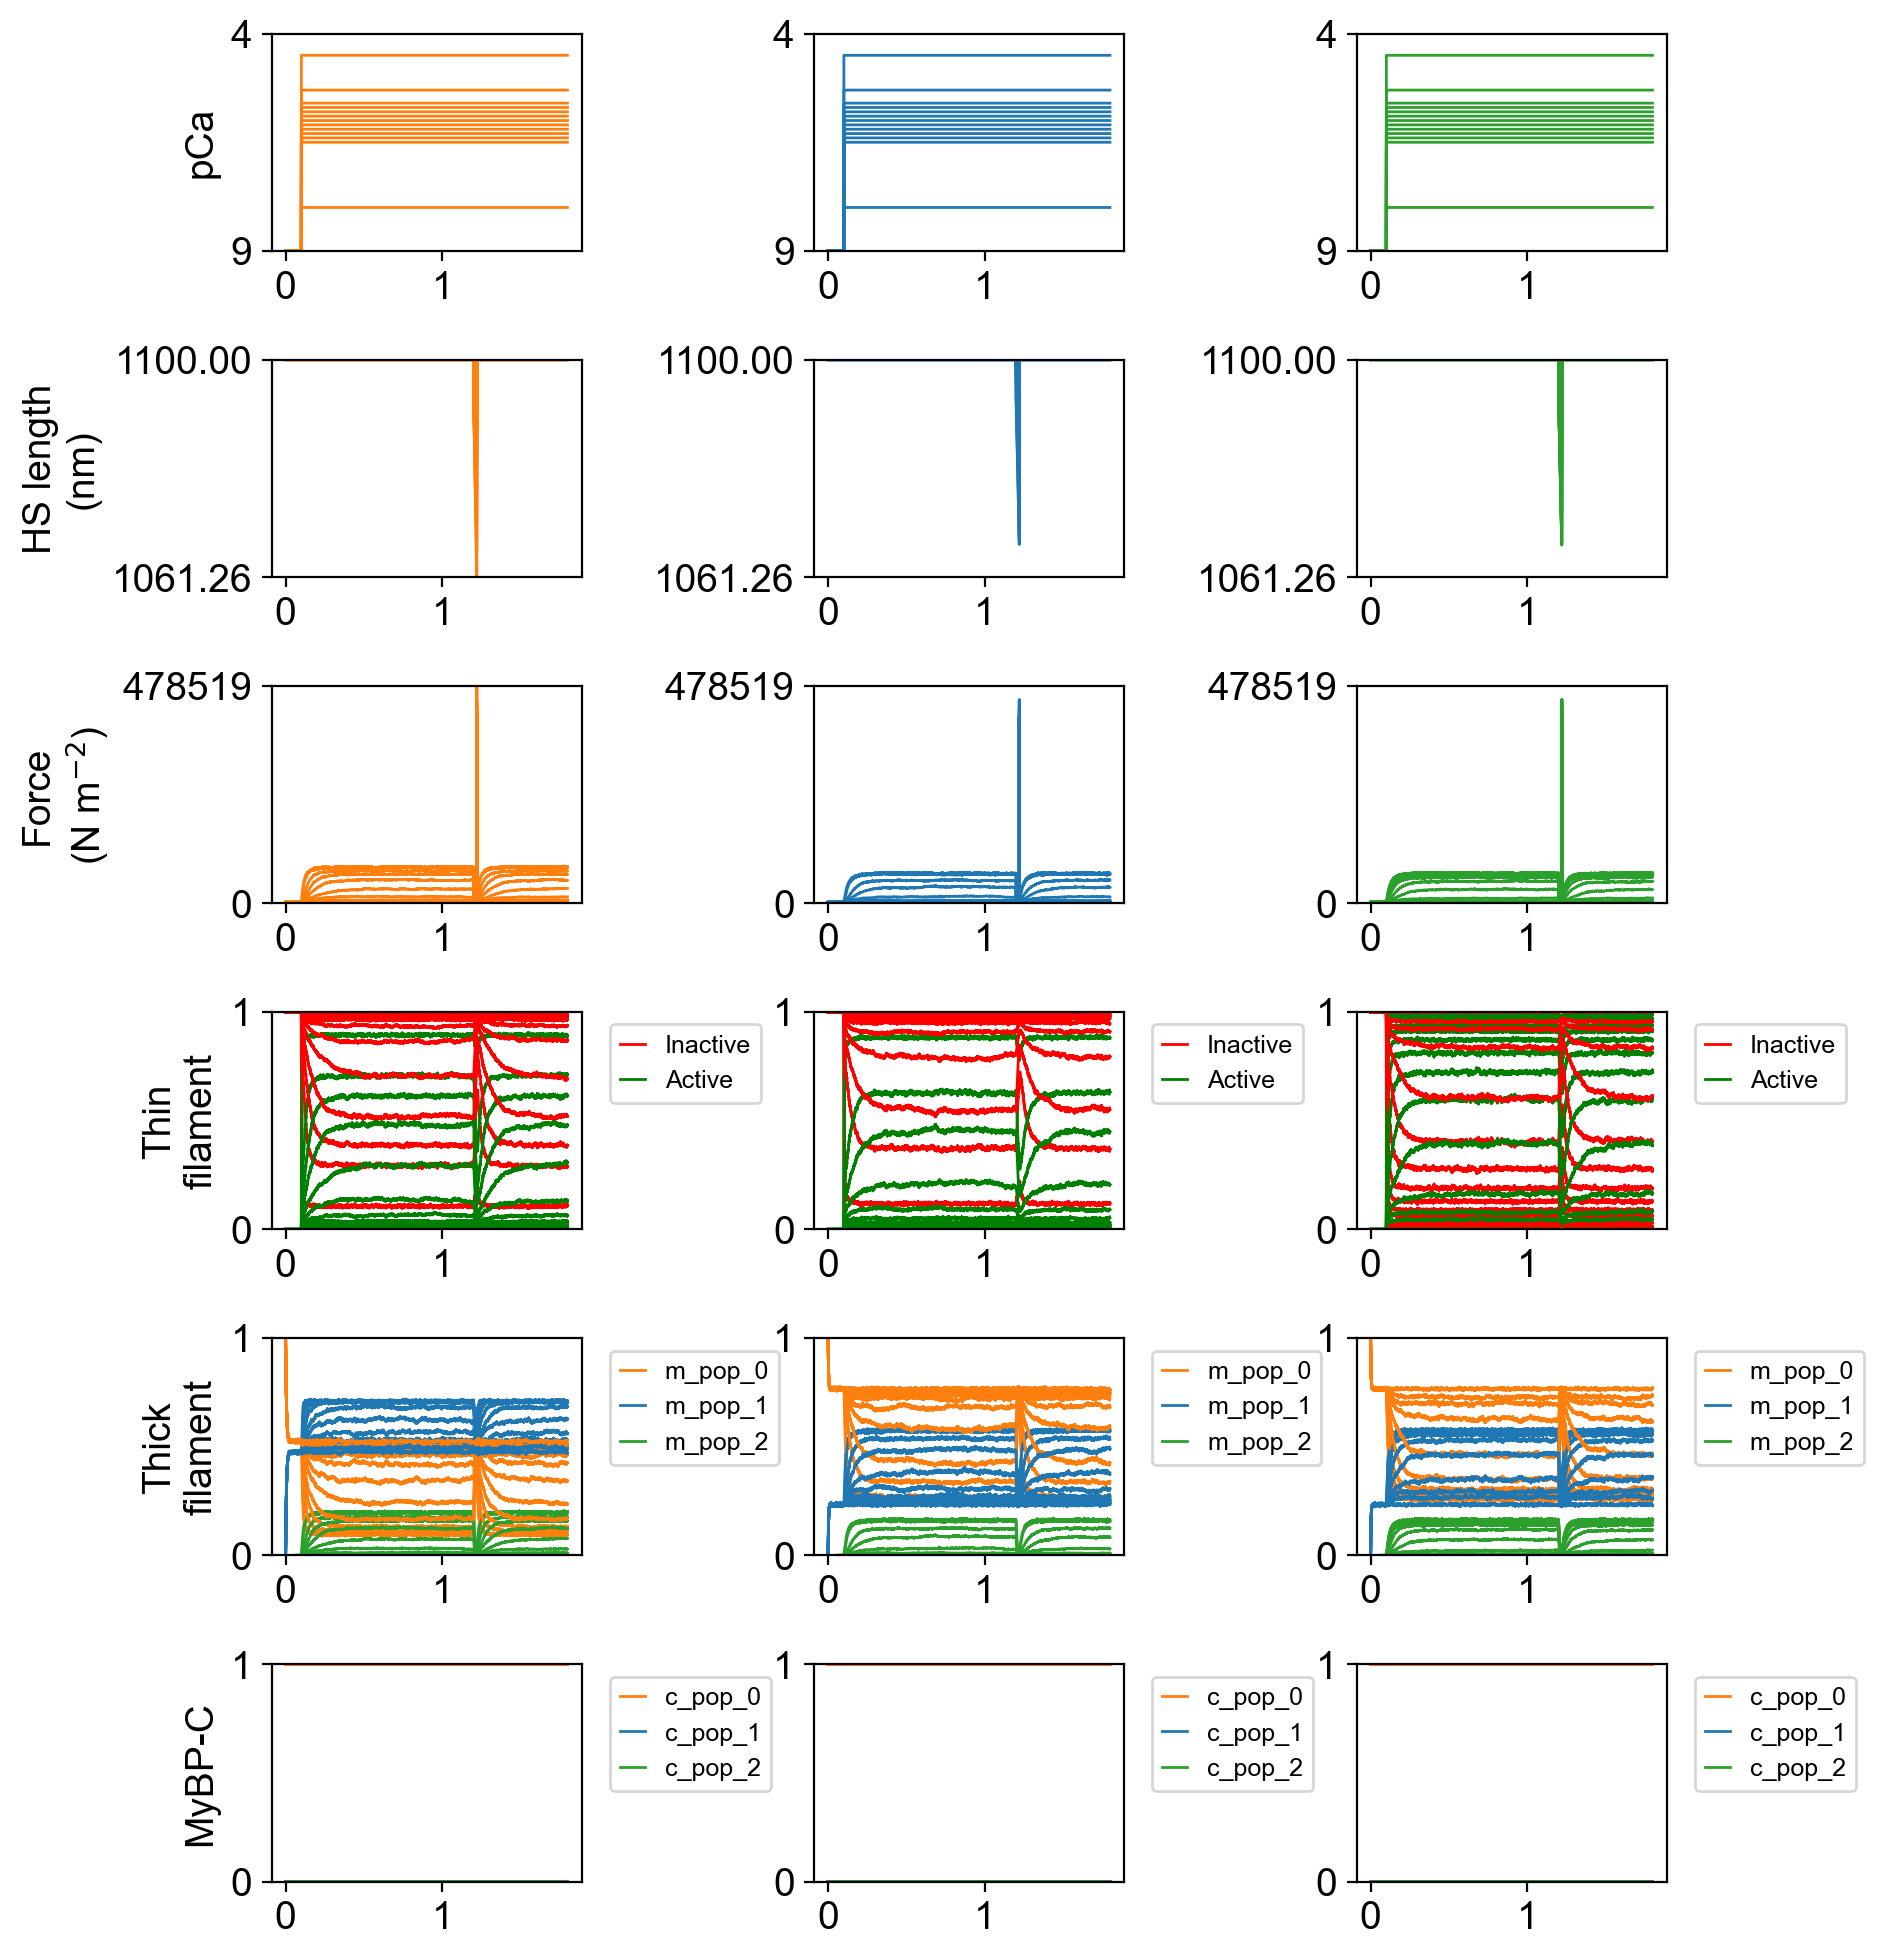 pCa
4
9
0 1
4
9
0 1
4
9
0 1
HS length
(nm)
1100.00
1061.26
0 1
1100.00
1061.26
0 1
1100.00
1061.26
0 1
Force
(N m−2)
478519
0
0 1
478519
0
0 1
478519
0
0 1
Thin
filament
1
0
0 1
Inactive
Active
1
0
0 1
Inactive
Active
1
0
0 1
Inactive
Active
Thick
filament
1
0
0 1
m_pop_0
m_pop_1
m_pop_2
1
0
0 1
m_pop_0
m_pop_1
m_pop_2
1
0
0 1
m_pop_0
m_pop_1
m_pop_2
MyBP-C
1
0
0 1
c_pop_0
c_pop_1
c_pop_2
1
0
0 1
c_pop_0
c_pop_1
c_pop_2
1
0
0 1
c_pop_0
c_pop_1
c_pop_2